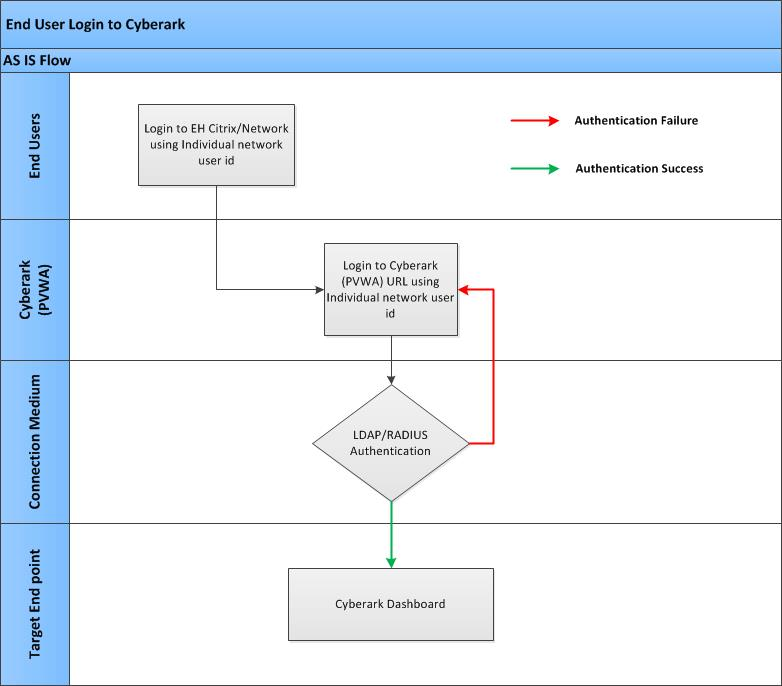 End User Login to Cyberark
AS IS Flow
End Users
Login to EH Citrix/Network
using Individual network
user id
Authentication Failure
Authentication Success
Cyberark
(PVWA)
Login to Cyberark
(PVWA) URL using
Individual network user
id
Connection Medium
LDAP/RADIUS
Authentication
Target End point
Cyberark Dashboard